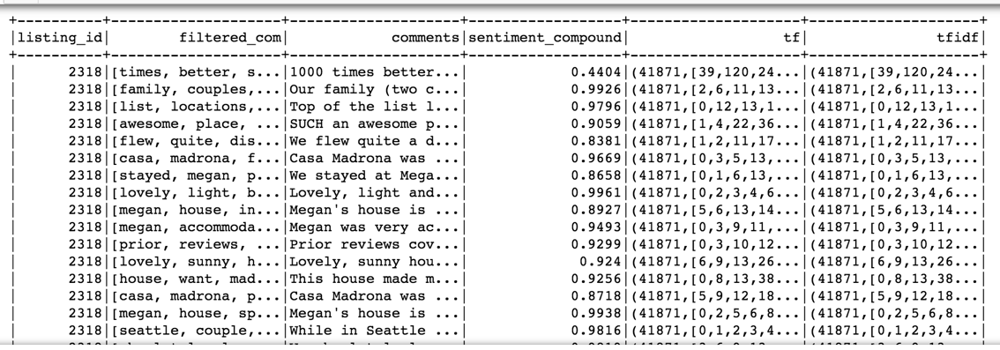 +----------+--------------------+--------------------+------------------+--------------------+--------------------+
|listing_id|        filtered_com|            comments|sentiment_compound|                  tf|               tfidf|
+----------+--------------------+--------------------+------------------+--------------------+--------------------+
|      2318|[times, better, s...|1000 times better...|            0.4404|(41871,[39,120,24...|(41871,[39,120,24...|
|      2318|[family, couples,...|Our family (two c...|            0.9926|(41871,[2,6,11,13...|(41871,[2,6,11,13...|
|      2318|[list, locations,...|Top of the list l...|            0.9796|(41871,[0,12,13,1...|(41871,[0,12,13,1...|
|      2318|[awesome, place, ...|SUCH an awesome p...|            0.9059|(41871,[1,4,22,36...|(41871,[1,4,22,36...|
|      2318|[flew, quite, dis...|We flew quite a d...|            0.8381|(41871,[1,2,11,17...|(41871,[1,2,11,17...|
|      2318|[casa, madrona, f...|Casa Madrona was ...|            0.9669|(41871,[0,3,5,13,...|(41871,[0,3,5,13,...|
|      2318|[stayed, megan, p...|We stayed at Mega...|            0.8658|(41871,[0,1,6,13,...|(41871,[0,1,6,13,...|
|      2318|[lovely, light, b...|Lovely, light and...|            0.9961|(41871,[0,2,3,4,6...|(41871,[0,2,3,4,6...|
|      2318|[megan, house, in...|Megan's house is ...|            0.8927|(41871,[5,6,13,14...|(41871,[5,6,13,14...|
|      2318|[megan, accommoda...|Megan was very ac...|            0.9493|(41871,[0,3,9,11,...|(41871,[0,3,9,11,...|
|      2318|[prior, reviews, ...|Prior reviews cov...|            0.9299|(41871,[0,3,10,12...|(41871,[0,3,10,12...|
|      2318|[lovely, sunny, h...|Lovely, sunny hou...|             0.924|(41871,[6,9,13,26...|(41871,[6,9,13,26...|
|      2318|[house, want, mad...|This house made m...|            0.9256|(41871,[0,8,13,38...|(41871,[0,8,13,38...|
|      2318|[casa, madrona, p...|Casa Madrona was ...|            0.8718|(41871,[5,9,12,18...|(41871,[5,9,12,18...|
|      2318|[megan, house, sp...|Megan's house is ...|            0.9938|(41871,[0,2,5,6,8...|(41871,[0,2,5,6,8...|
|      2318|[seattle, couple,...|While in Seattle ...|            0.9816|(41871,[0,1,2,3,4...|(41871,[0,1,2,3,4...|